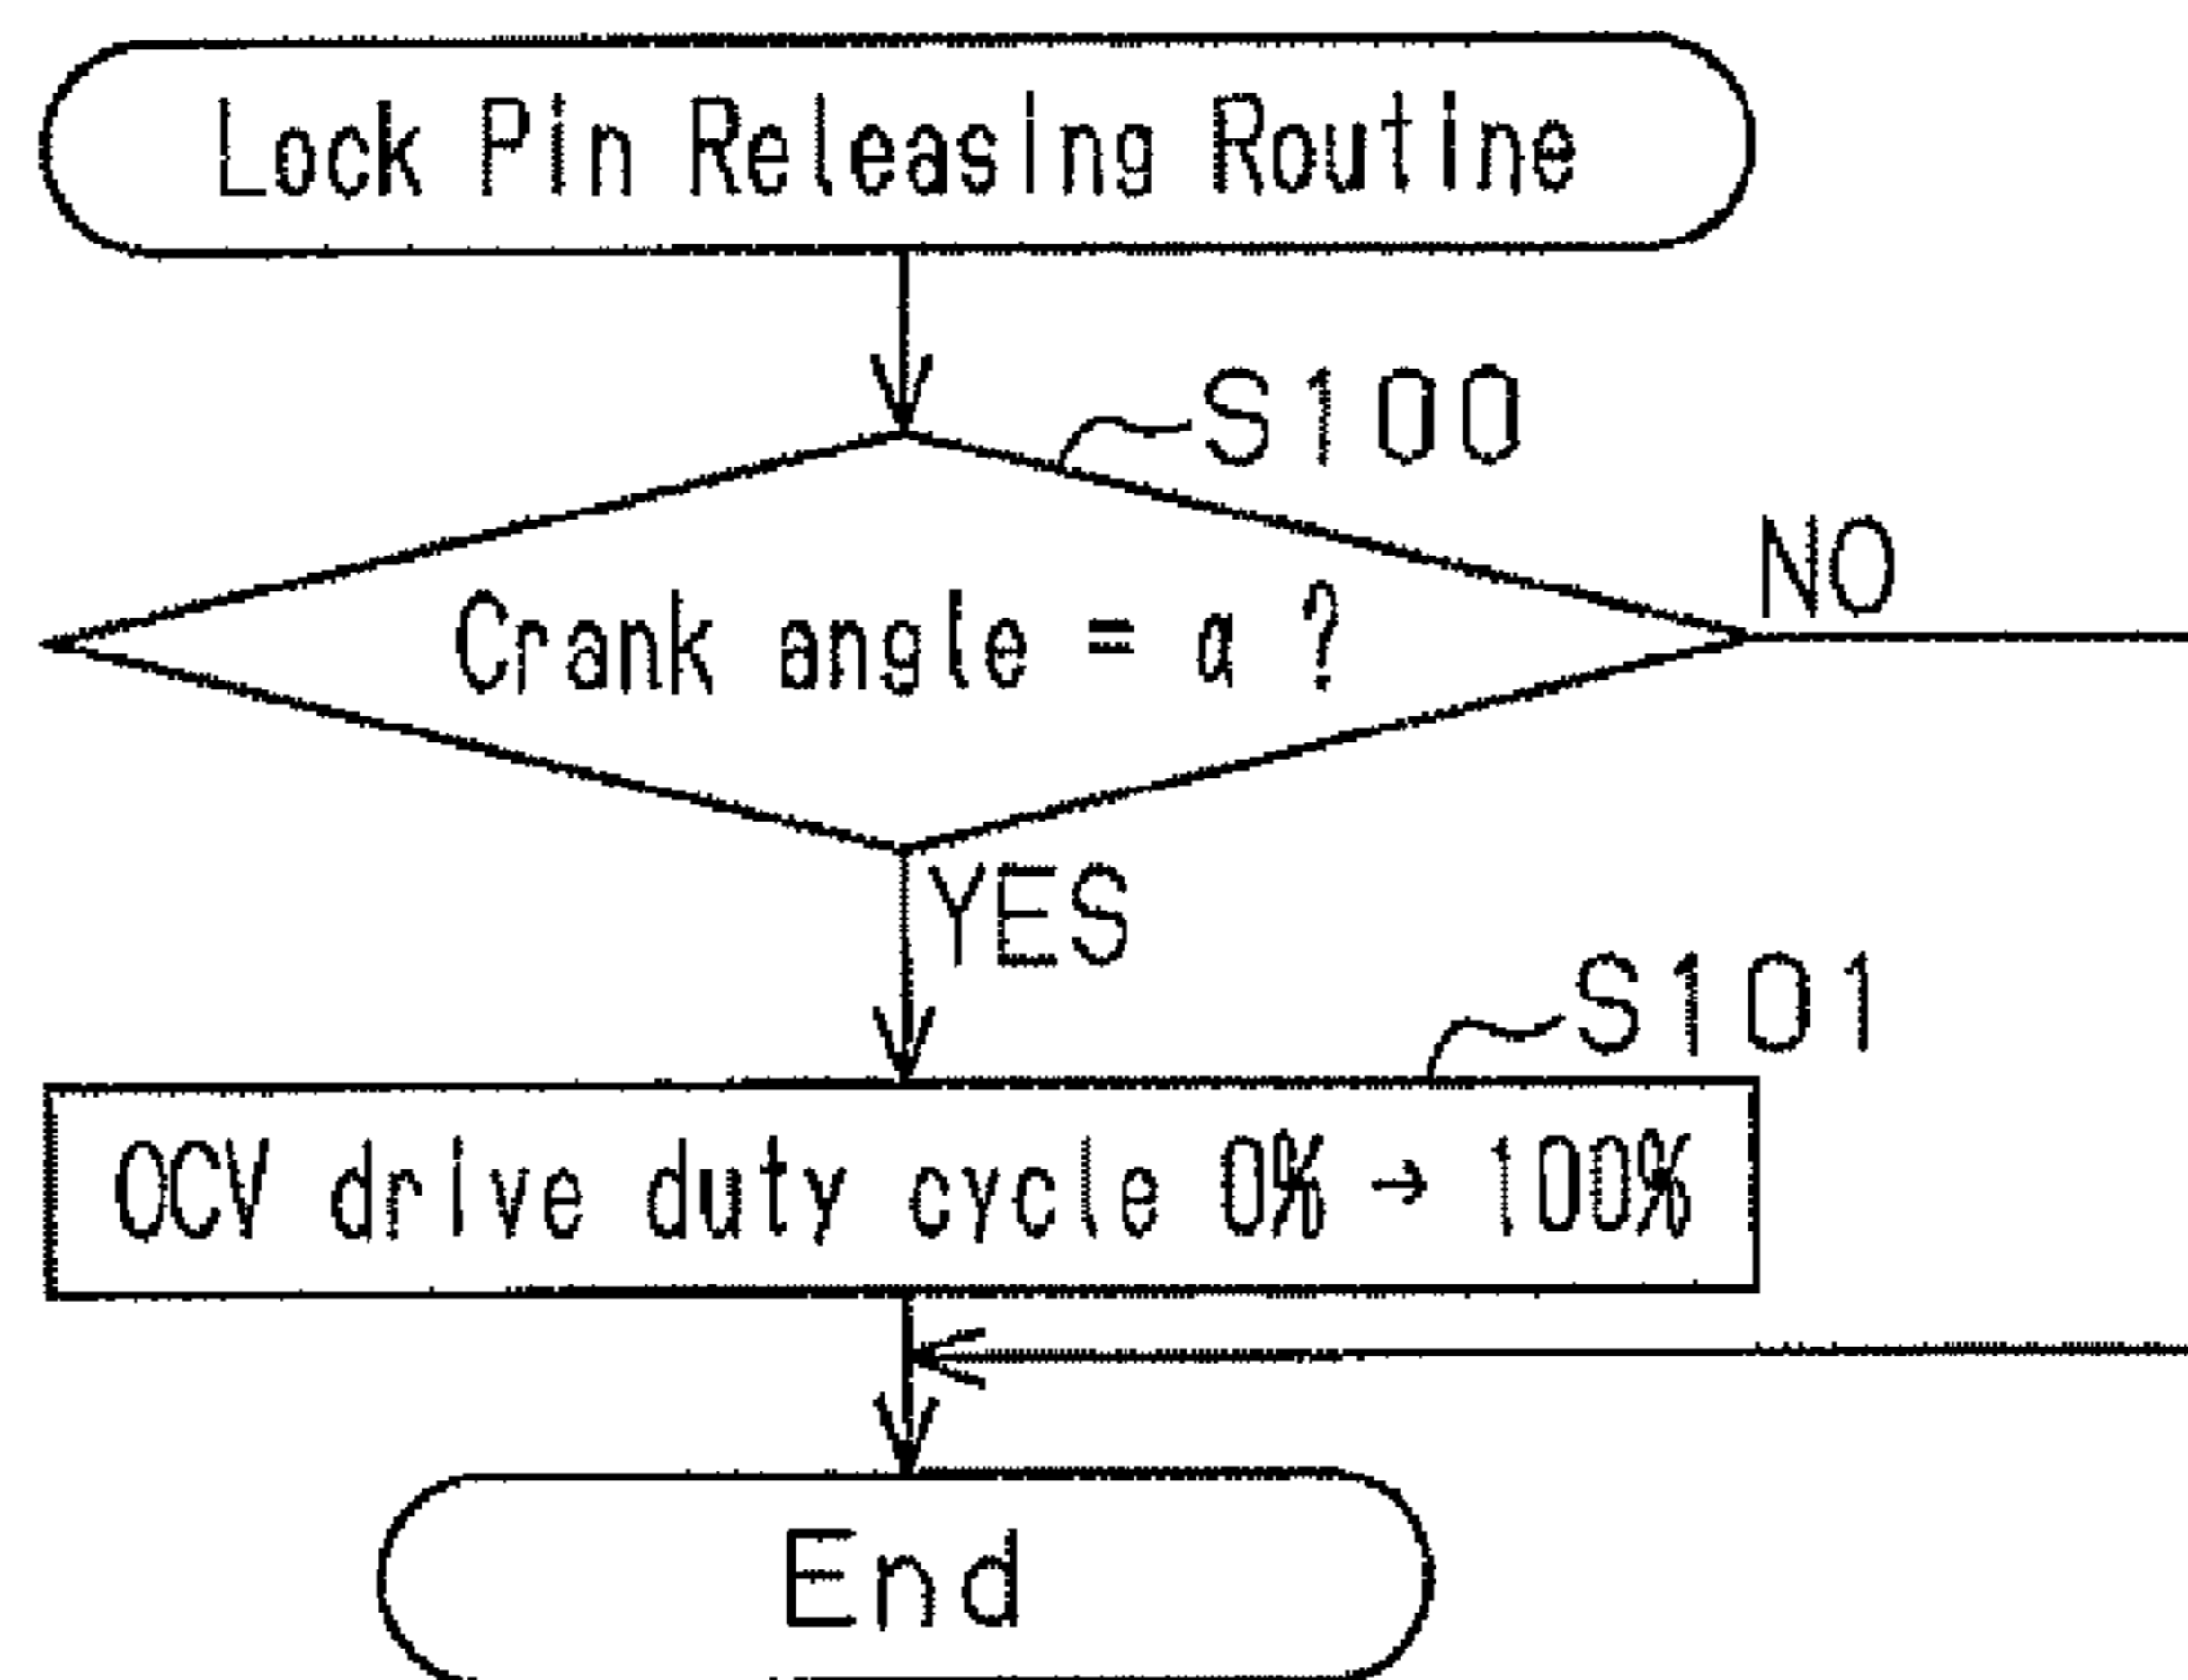 Lock Pin Releasing Routine
S100
Crank angle = α ?
NO
YES
S101
OCV drive duty cycle 0% → 100%
End